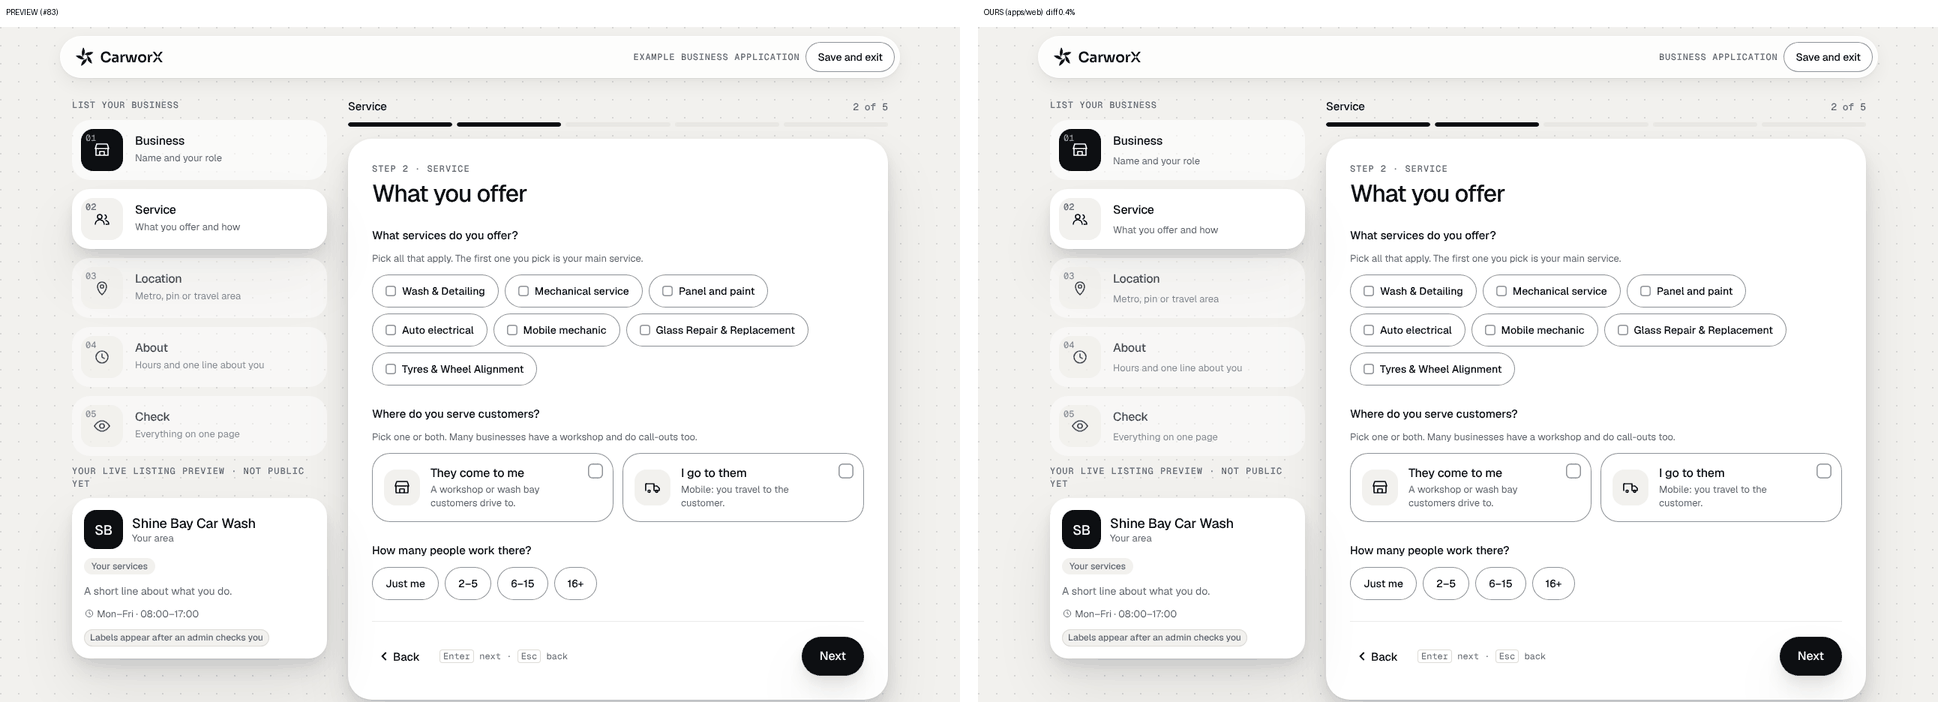 PREVIEW (#83)
CarworX
EXAMPLE BUSINESS APPLICATION
Save and exit
LIST YOUR BUSINESS
01
Business
Name and your role
02
Service
What you offer and how
03
Location
Metro, pin or travel area
04
About
Hours and one line about you
05
Check
Everything on one page
YOUR LIVE LISTING PREVIEW · NOT PUBLIC
YET
SB
Shine Bay Car Wash
Your area
Your services
A short line about what you do.
Mon–Fri · 08:00–17:00
Labels appear after an admin checks you
Service
2 of 5
STEP 2 · SERVICE
What you offer
What services do you offer?
Pick all that apply. The first one you pick is your main service.
Wash & Detailing
Mechanical service
Panel and paint
Auto electrical
Mobile mechanic
Glass Repair & Replacement
Tyres & Wheel Alignment
Where do you serve customers?
Pick one or both. Many businesses have a workshop and do call-outs too.
They come to me
A workshop or wash bay
customers drive to.
I go to them
Mobile: you travel to the
customer.
How many people work there?
Just me
2–5
6–15
16+
Back
Enter next · Esc back
Next
OURS (apps/web) diff 0.4%
CarworX
BUSINESS APPLICATION
Save and exit
LIST YOUR BUSINESS
01
Business
Name and your role
02
Service
What you offer and how
03
Location
Metro, pin or travel area
04
About
Hours and one line about you
05
Check
Everything on one page
YOUR LIVE LISTING PREVIEW · NOT PUBLIC
YET
SB
Shine Bay Car Wash
Your area
Your services
A short line about what you do.
Mon–Fri · 08:00–17:00
Labels appear after an admin checks you
Service
2 of 5
STEP 2 · SERVICE
What you offer
What services do you offer?
Pick all that apply. The first one you pick is your main service.
Wash & Detailing
Mechanical service
Panel and paint
Auto electrical
Mobile mechanic
Glass Repair & Replacement
Tyres & Wheel Alignment
Where do you serve customers?
Pick one or both. Many businesses have a workshop and do call-outs too.
They come to me
A workshop or wash bay
customers drive to.
I go to them
Mobile: you travel to the
customer.
How many people work there?
Just me
2–5
6–15
16+
Back
Enter next · Esc back
Next